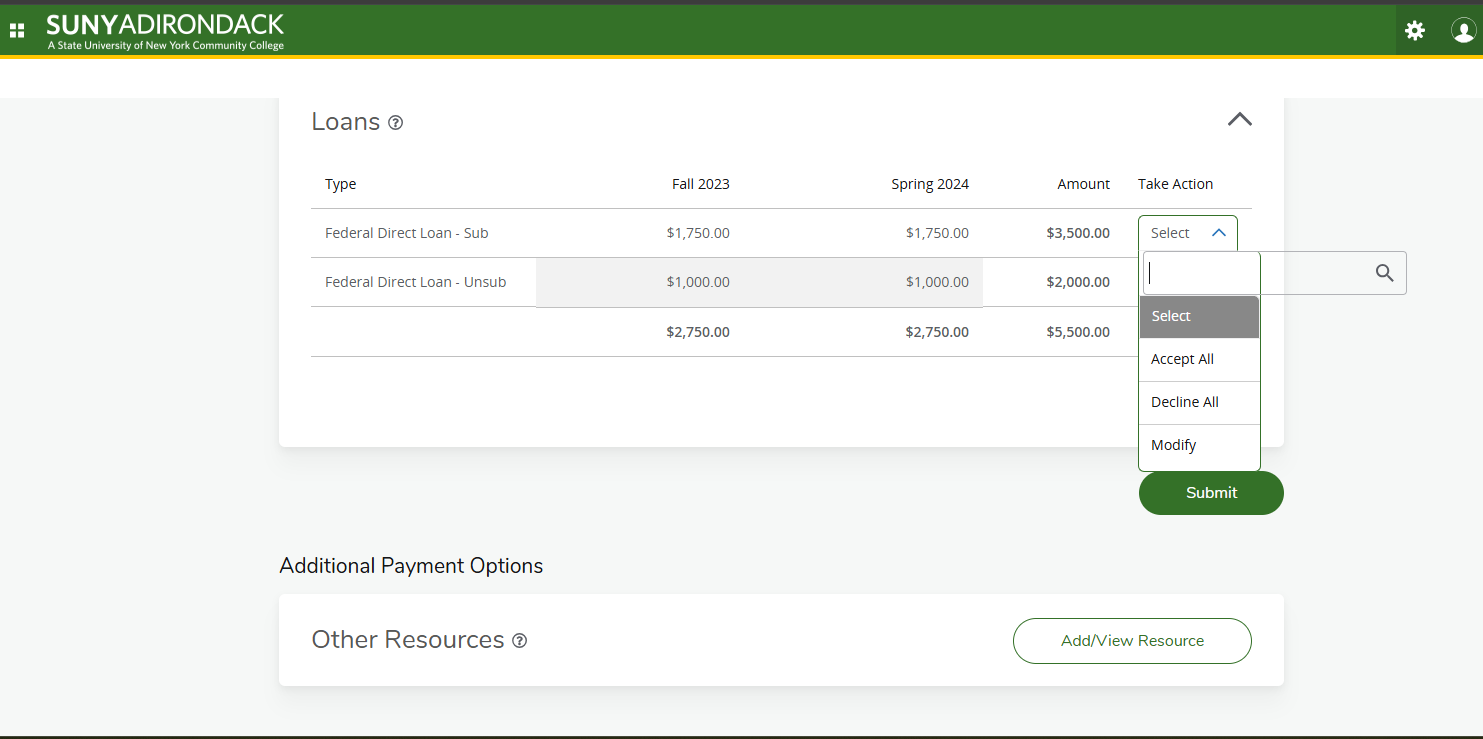 SUNYADIRONDACK
A State University of New York Community College
Loans ?
Type Fall 2023 Spring 2024 Amount Take Action
Federal Direct Loan - Sub $1,750.00 $1,750.00 $3,500.00 Select
Federal Direct Loan - Unsub $1,000.00 $1,000.00 $2,000.00
Select
$2,750.00 $2,750.00 $5,500.00
Accept All
Decline All
Modify
Submit
Additional Payment Options
Other Resources ? Add/View Resource